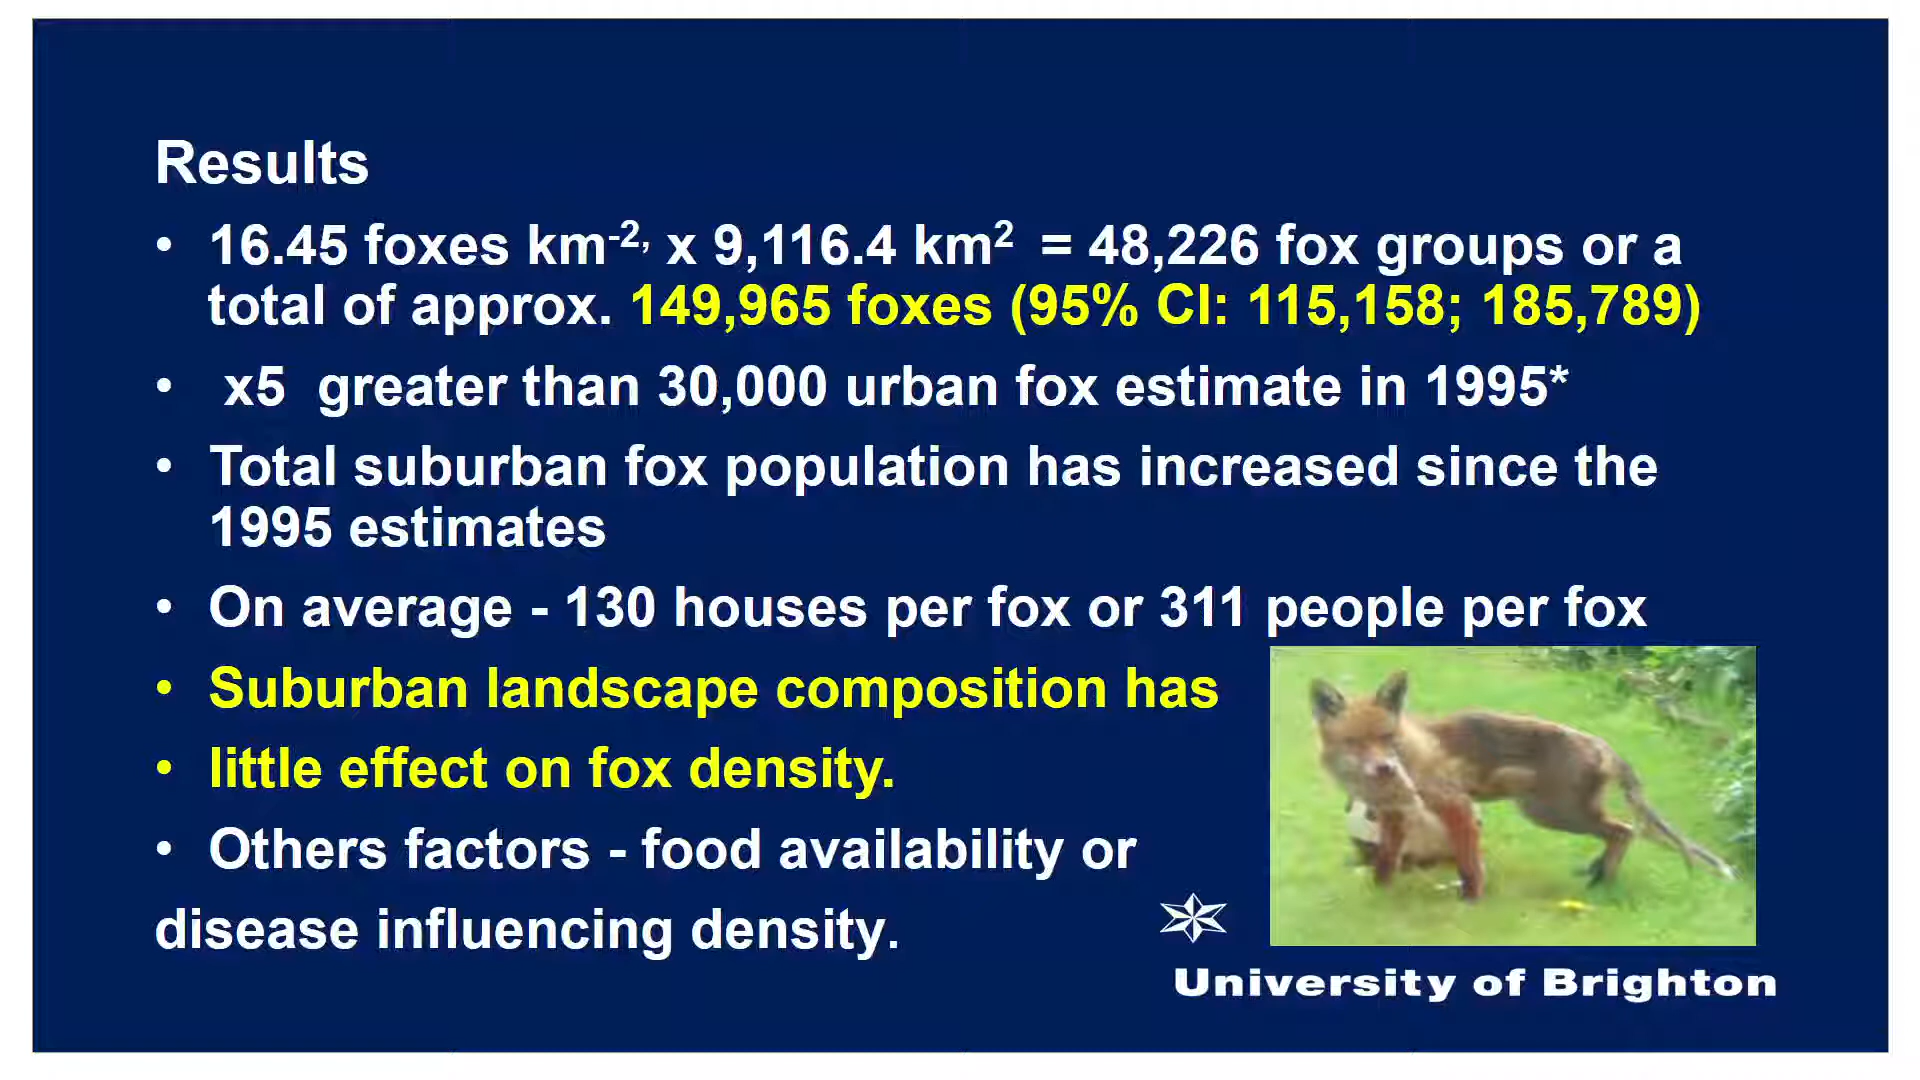 Results
• 16.45 foxes km-2, x 9,116.4 km2 = 48,226 fox groups or a
total of approx. 149,965 foxes (95% CI: 115,158; 185,789)
• x5 greater than 30,000 urban fox estimate in 1995*
• Total suburban fox population has increased since the
1995 estimates
• On average - 130 houses per fox or 311 people per fox
• Suburban landscape composition has
• little effect on fox density.
• Others factors - food availability or
disease influencing density.
University of Brighton